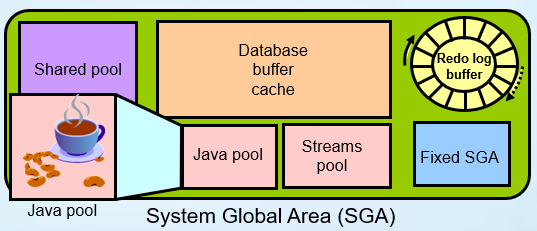 Shared pool
Database
buffer
cache
Redo log
buffer
Java pool
Streams
pool
Fixed SGA
Java pool
System Global Area (SGA)